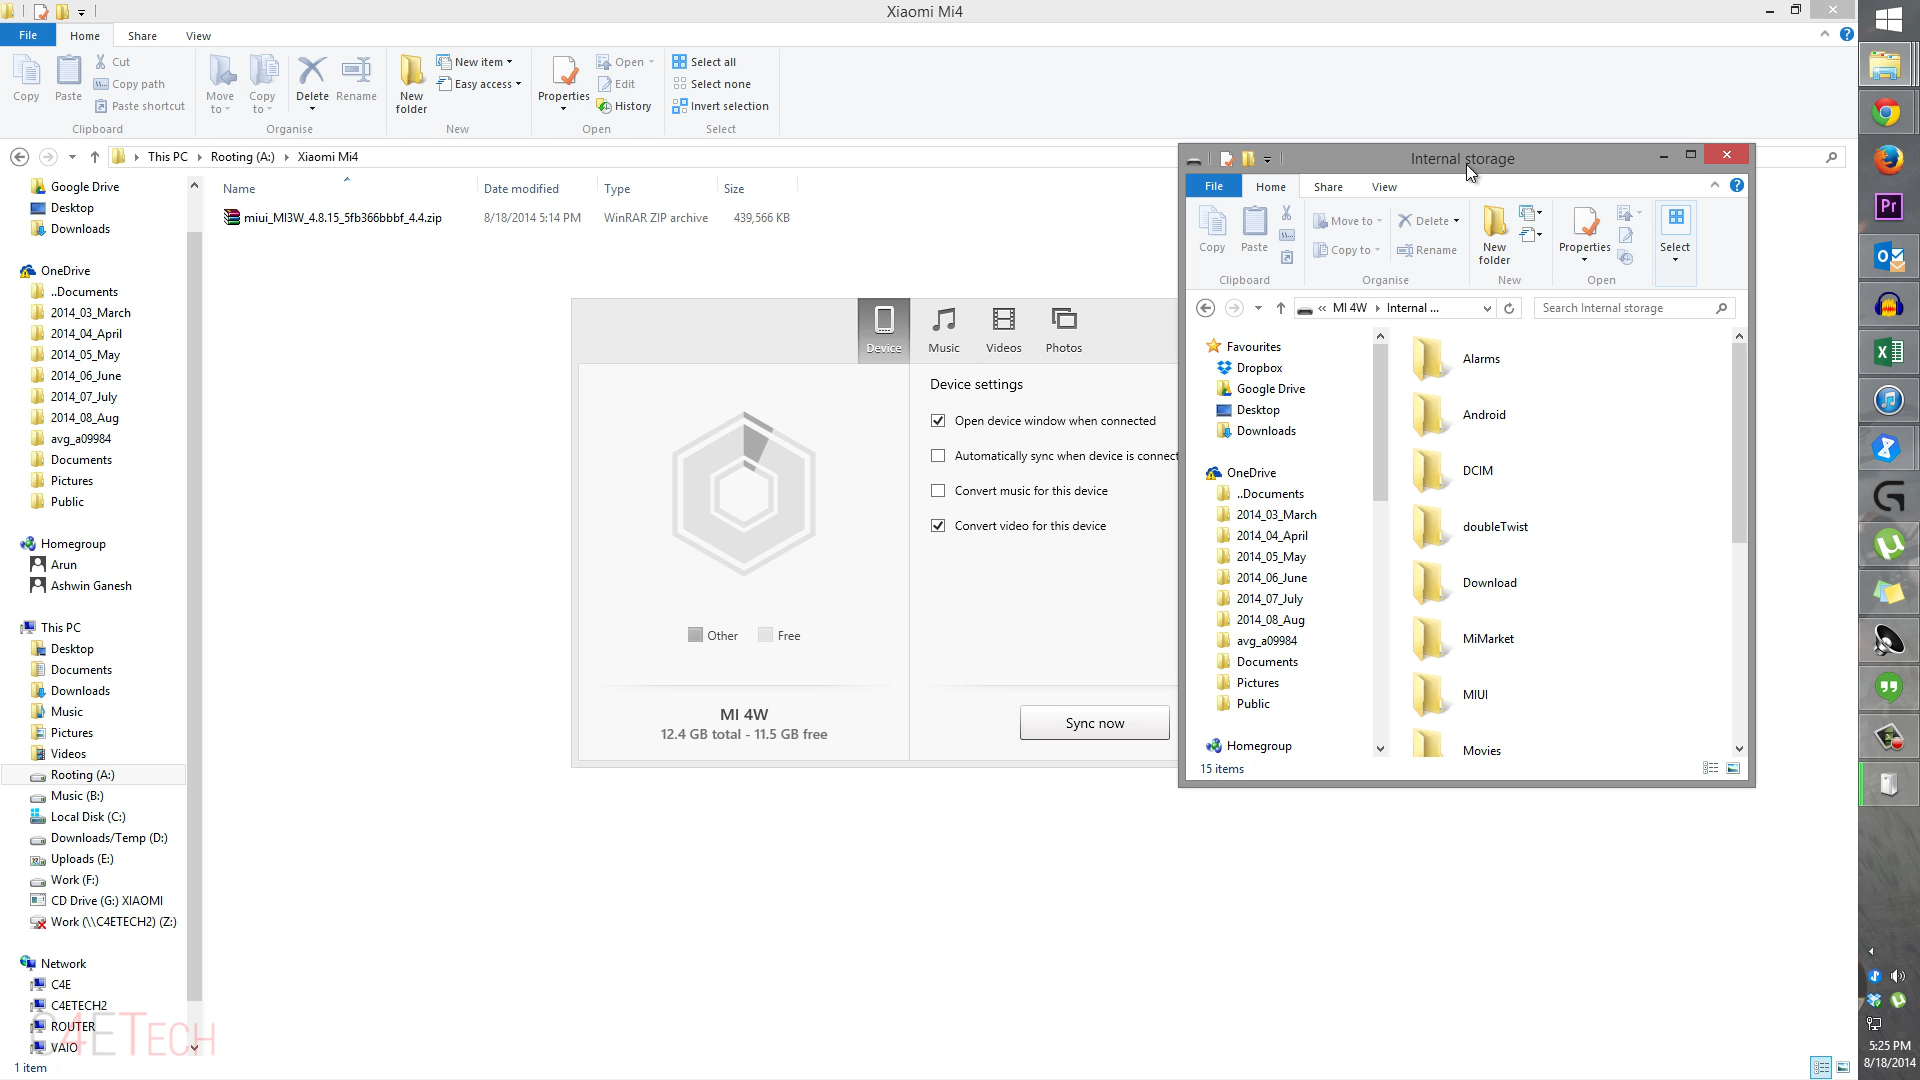 Xiaomi Mi4
File Home Share View
Copy
Paste
Cut
Copy path
Paste shortcut
Clipboard
Move to
Copy to
Delete
Rename
Organise
New folder
New item
Easy access
New
Properties
Open
Edit
History
Open
Select all
Select none
Invert selection
Select
This PC Rooting (A:) Xiaomi Mi4
Google Drive
Desktop
Downloads
OneDrive
..Documents
2014_03_March
2014_04_April
2014_05_May
2014_06_June
2014_07_July
2014_08_Aug
avg_a09984
Documents
Pictures
Public
Homegroup
Arun
Ashwin Ganesh
This PC
Desktop
Documents
Downloads
Music
Pictures
Videos
Rooting (A:)
Music (B:)
Local Disk (C:)
Downloads/Temp (D:)
Uploads (E:)
Work (F:)
CD Drive (G:) XIAOMI
Work (\\C4ETECH2) (Z:)
Network
C4E
C4ETECH2
ROUTER
VAIO
C4ETECH
1 item
Name Date modified Type Size
miui_MI3W_4.8.15_5fb366bbbf_4.4.zip 8/18/2014 5:14 PM WinRAR ZIP archive 439,566 KB
Device Music Videos Photos
Other Free
MI 4W
12.4 GB total - 11.5 GB free
Device settings
Open device window when connected
Automatically sync when device is connect
Convert music for this device
Convert video for this device
Sync now
Internal storage
File Home Share View
Copy
Paste
Clipboard
Move to
Copy to
Delete
Rename
Organise
New folder
New
Properties
Open
Select
« MI 4W Internal ...
Search Internal storage
Favourites
Dropbox
Google Drive
Desktop
Downloads
OneDrive
..Documents
2014_03_March
2014_04_April
2014_05_May
2014_06_June
2014_07_July
2014_08_Aug
avg_a09984
Documents
Pictures
Public
Homegroup
Alarms
Android
DCIM
doubleTwist
Download
MiMarket
MIUI
Movies
15 items
Pr
5:25 PM
8/18/2014